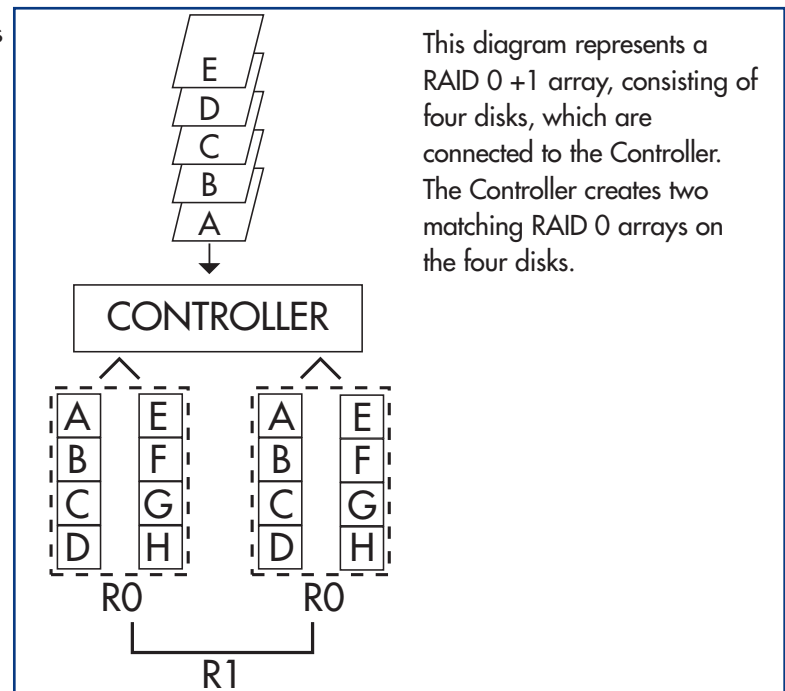 s
E
D
C
B
A
This diagram represents a
RAID 0 +1 array, consisting of
four disks, which are
connected to the Controller.
The Controller creates two
matching RAID 0 arrays on
the four disks.
CONTROLLER
A E A E
B F B F
C G C G
D H D H
R0 R0
R1